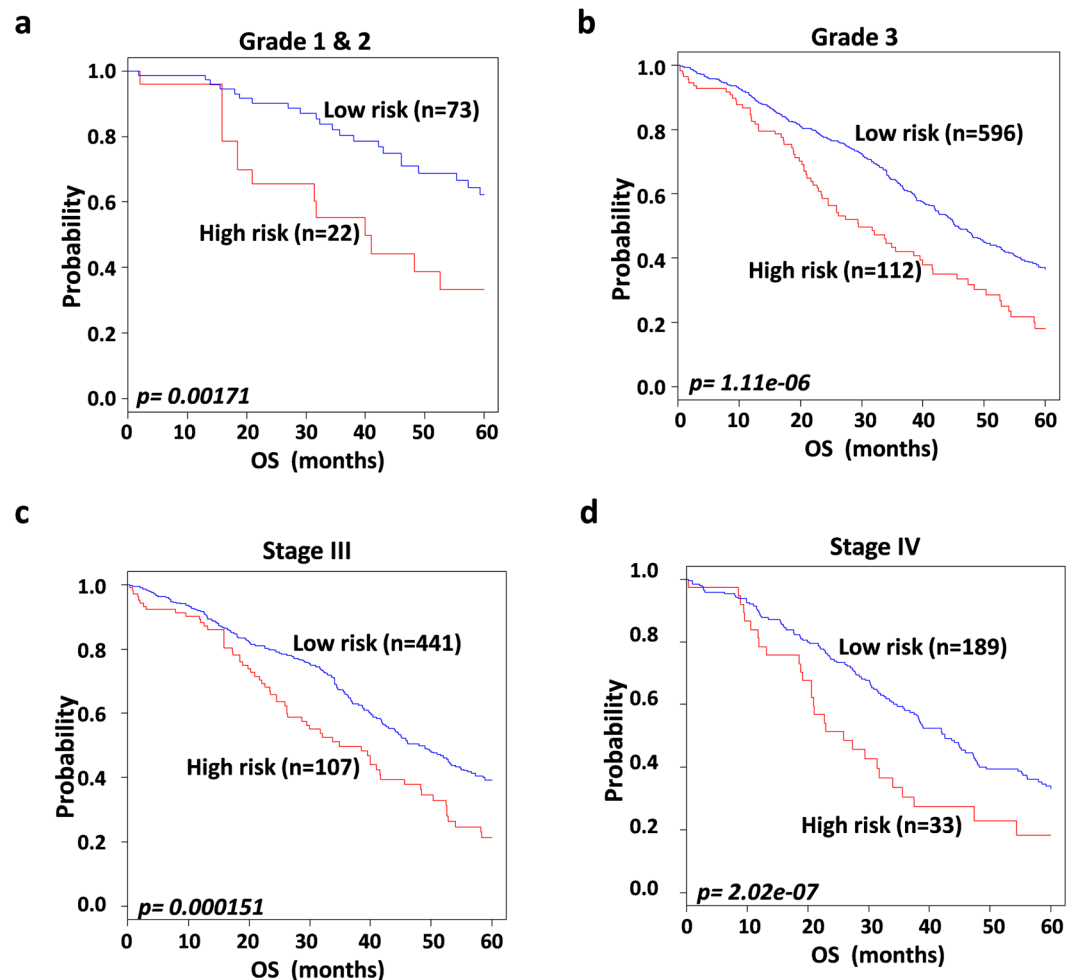 a
Grade 1 & 2
Probability
1.0
0.8
0.6
0.4
0.2
0.0
Low risk (n=73)
High risk (n=22)
p= 0.00171
0 10 20 30 40 50 60
OS (months)
b
Grade 3
Probability
1.0
0.8
0.6
0.4
0.2
0.0
Low risk (n=596)
High risk (n=112)
p= 1.11e-06
0 10 20 30 40 50 60
OS (months)
c
Stage III
Probability
1.0
0.8
0.6
0.4
0.2
0.0
Low risk (n=441)
High risk (n=107)
p= 0.000151
0 10 20 30 40 50 60
OS (months)
d
Stage IV
Probability
1.0
0.8
0.6
0.4
0.2
0.0
Low risk (n=189)
High risk (n=33)
p= 2.02e-07
0 10 20 30 40 50 60
OS (months)